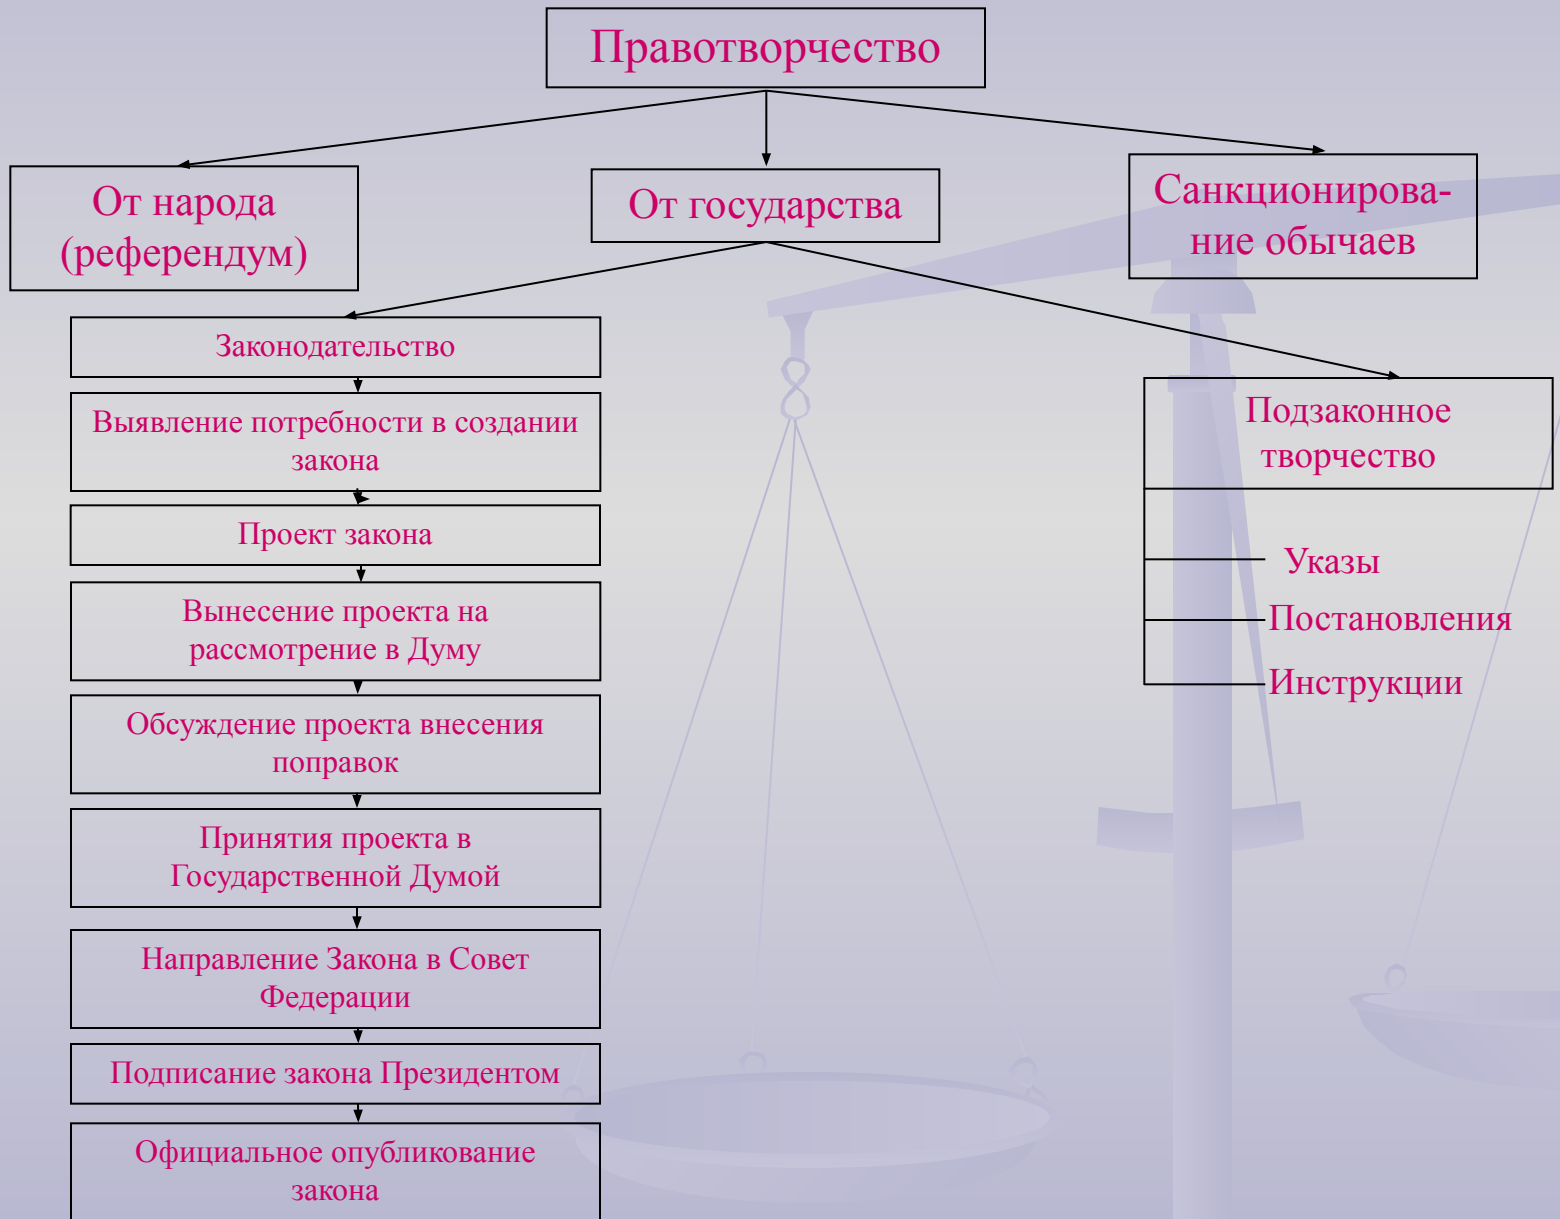 Правотворчество
От народа
(референдум)
От государства
Санкционирова-
ние обычаев
Законодательство
Выявление потребности в создании
закона
Проект закона
Вынесение проекта на
рассмотрение в Думу
Обсуждение проекта внесения
поправок
Принятия проекта в
Государственной Думой
Направление Закона в Совет
Федерации
Подписание закона Президентом
Официальное опубликование
закона
Подзаконное
творчество
Указы
Постановления
Инструкции